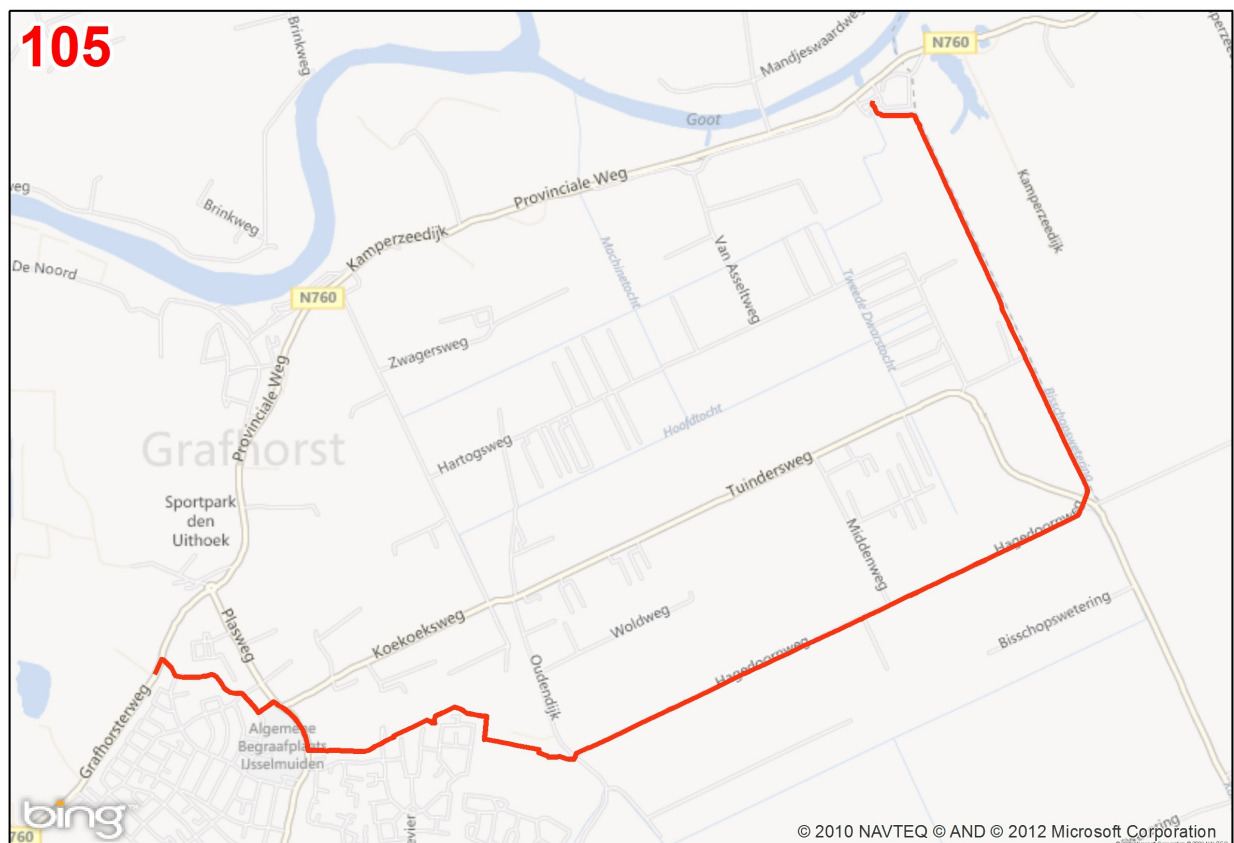 105
Brinkweg
Mandjeswaardweg
N760
Goot
Provinciale Weg
Kamperzeedijk
Brinkweg
Kamperzeedijk
De Noord
N760
Machinetocht
Van Asseltweg
Tweede Dwarstocht
Zwagersweg
Provinciale Weg
Grafhorst
Hoofdtocht
Bisschopswetering
Hartogsweg
Tuindersweg
Sportpark
den
Uithoek
Hagedoornweg
Middenweg
Plasweg
Koekoeksweg
Woldweg
Bisschopswetering
Oudendijk
Hagedoornweg
Grafhorsterweg
Algemene
Begraafplaats
IJsselmuiden
bing
760
© 2010 NAVTEQ © AND © 2012 Microsoft Corporation